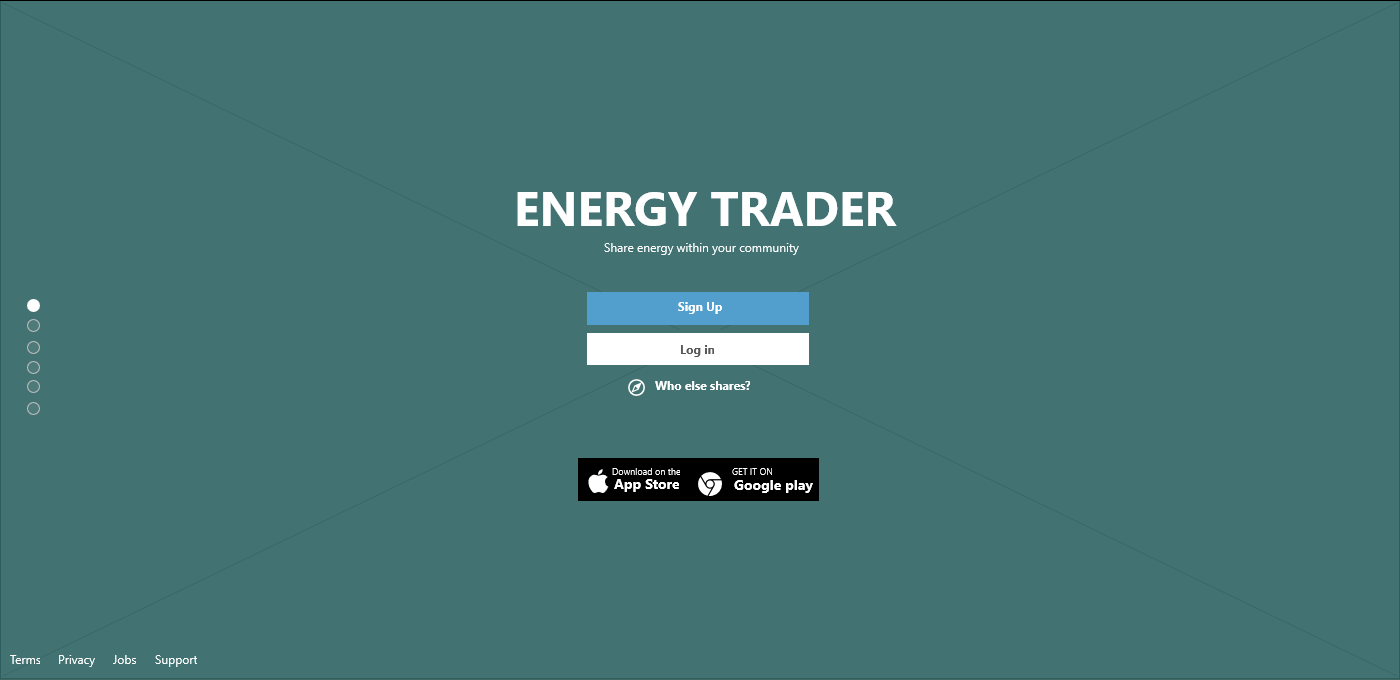 ENERGY TRADER
Share energy within your community
Sign Up
Log in
Who else shares?
Download on the
App Store
GET IT ON
Google play
Terms Privacy Jobs Support